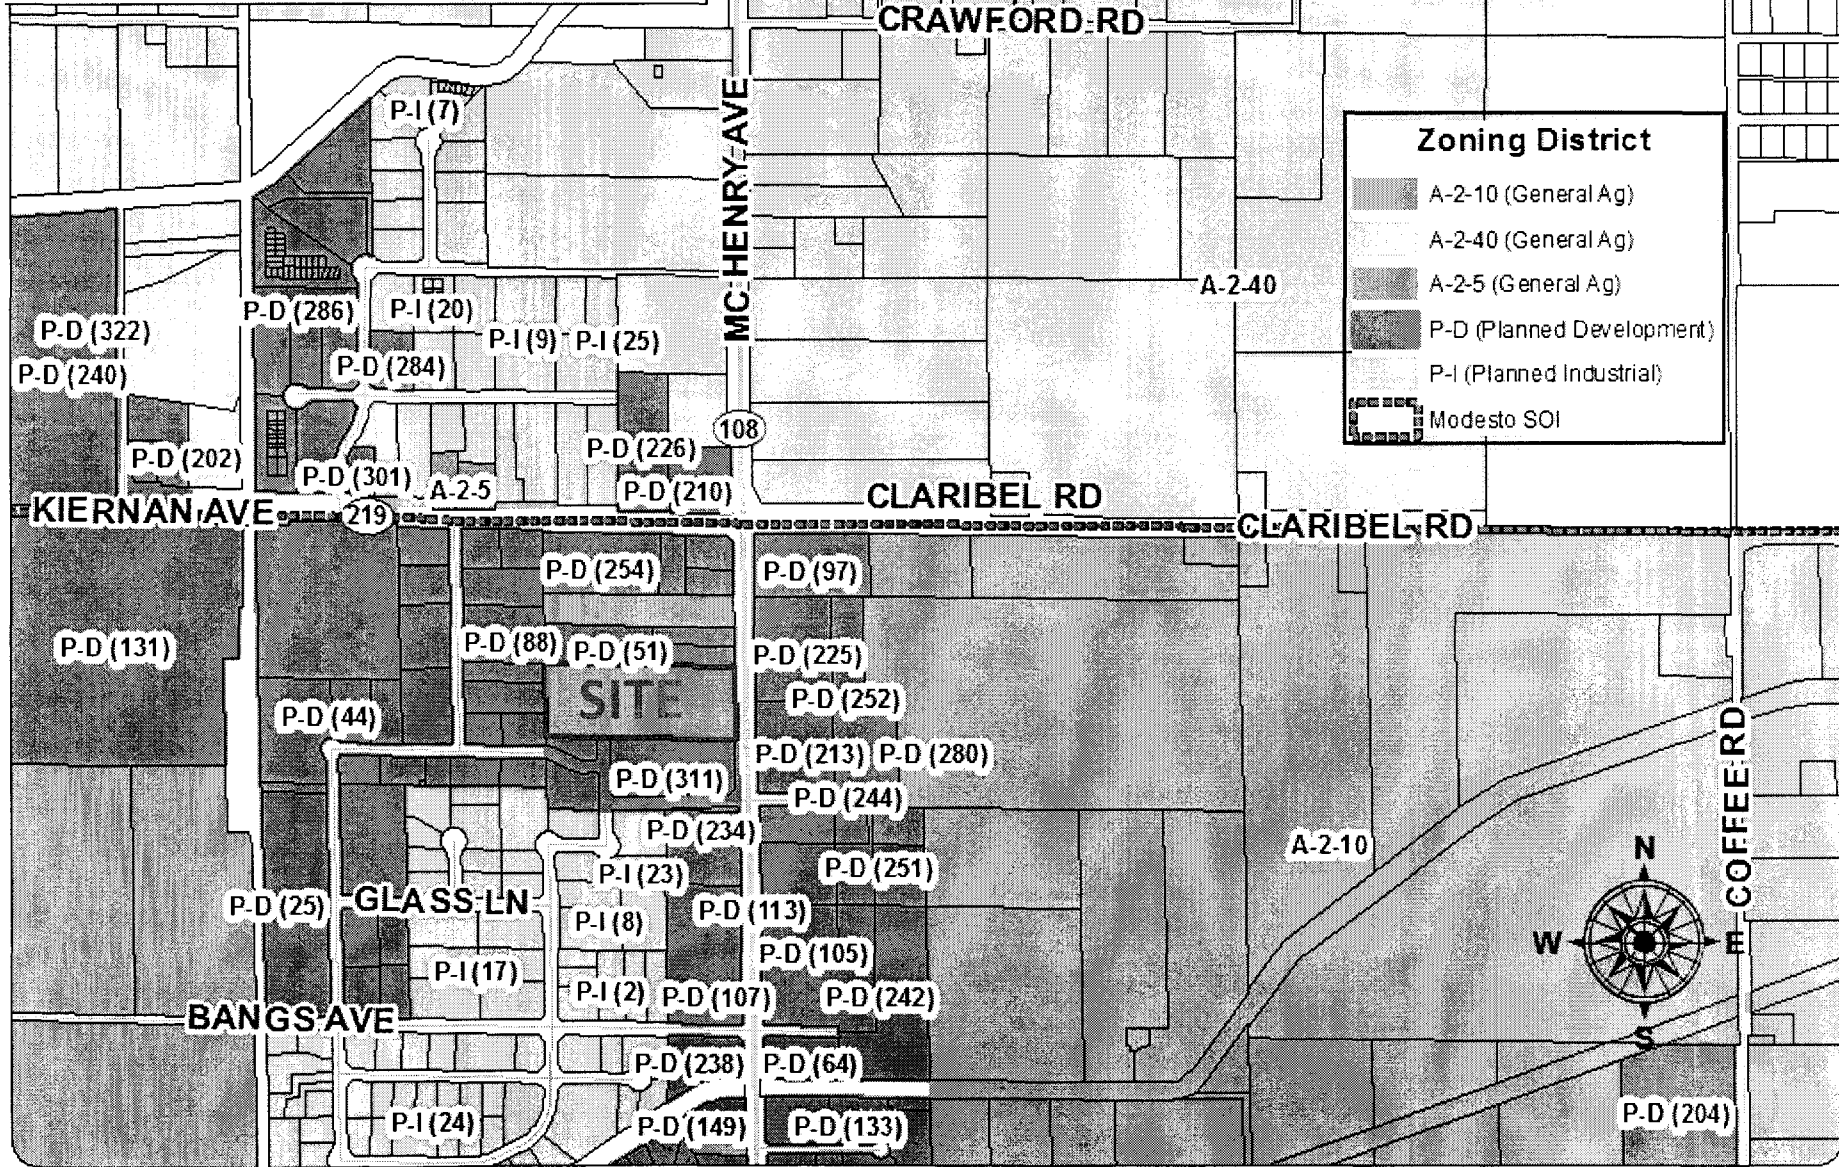 CRAWFORD RD
P-I (7)
MC HENRY AVE
Zoning District
A-2-10 (General Ag)
A-2-40 (General Ag)
A-2-5 (General Ag)
P-D (Planned Development)
P-I (Planned Industrial)
Modesto SOI
A-2-40
P-D (286)
P-I (20)
P-D (322)
P-I (9)
P-I (25)
P-D (284)
P-D (240)
108
P-D (226)
P-D (202)
P-D (301)
A-2-5
P-D (210)
CLARIBEL RD
KIERNAN AVE
219
CLARIBEL RD
P-D (254)
P-D (97)
P-D (131)
P-D (88)
P-D (51)
P-D (225)
SITE
P-D (252)
P-D (44)
P-D (213)
P-D (280)
P-D (311)
P-D (244)
COFFEE RD
P-D (234)
A-2-10
N
P-I (23)
P-D (251)
P-D (25)
GLASS LN
P-I (8)
P-D (113)
W
E
P-D (105)
P-I (17)
P-I (2)
P-D (107)
P-D (242)
BANGS AVE
S
P-D (238)
P-D (64)
P-I (24)
P-D (149)
P-D (133)
P-D (204)